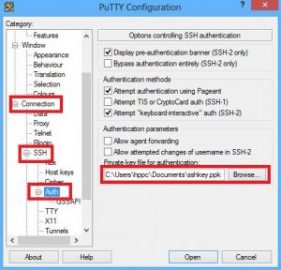 PuTTY Configuration
Category:
Features
Window
Appearance
Behaviour
Translation
Selection
Colours
Connection
Data
Proxy
Telnet
Rlogin
SSH
Kex
Host keys
Cipher
Auth
GSSAPI
TTY
X11
Tunnels
Options controlling SSH authentication
Display pre-authentication banner (SSH-2 only)
Bypass authentication entirely (SSH-2 only)
Authentication methods
Attempt authentication using Pageant
Attempt TIS or CryptoCard auth (SSH-1)
Attempt "keyboard-interactive" auth (SSH-2)
Authentication parameters
Allow agent forwarding
Allow attempted changes of username in SSH-2
Private key file for authentication:
C:\Users\hppc\Documents\sshkey.ppk Browse...
About Help Open Cancel